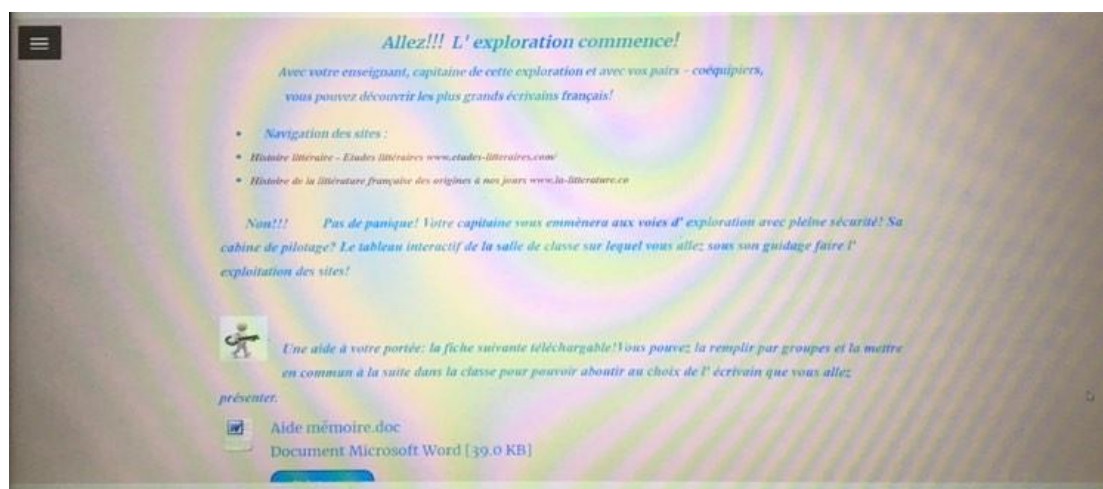 Allez!!! L' exploration commence!
Avec votre enseignant, capitaine de cette exploration et avec vos pairs - coéquipiers,
vous pouvez découvrir les plus grands écrivains français!
Navigation des sites :
Histoire littéraire - Etudes littéraires www.etudes-litteraires.com/
Histoire de la littérature française des origines à nos jours www.la-litterature.co
Non!!! Pas de panique! Votre capitaine vous emmènera aux voies d' exploration avec pleine sécurité! Sa
cabine de pilotage? Le tableau interactif de la salle de classe sur lequel vous allez sous son guidage faire l'
exploitation des sites!
Une aide à votre portée: la fiche suivante téléchargable!Vous pouvez la remplir par groupes et la mettre
en commun à la suite dans la classe pour pouvoir aboutir au choix de l' écrivain que vous allez
présenter.
Aide mémoire.doc
Document Microsoft Word [39.0 KB]